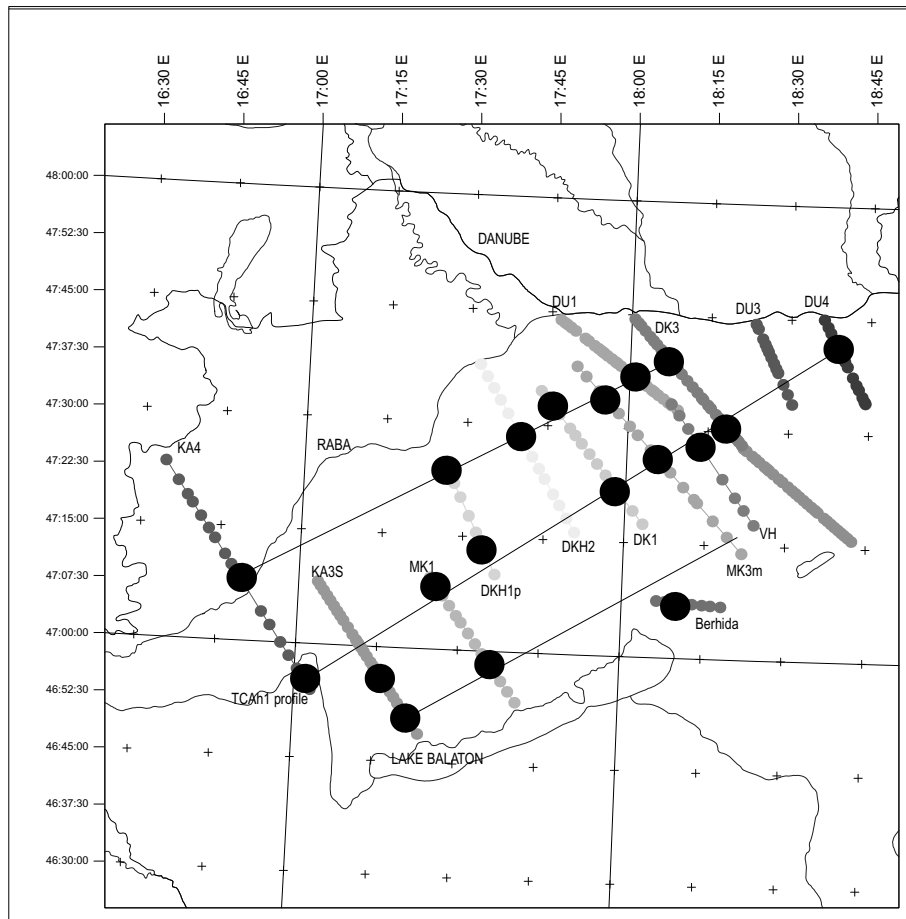 16:30 E
16:45 E
17:00 E
17:15 E
17:30 E
17:45 E
18:00 E
18:15 E
18:30 E
18:45 E
48:00:00
47:52:30
47:45:00
47:37:30
47:30:00
47:22:30
47:15:00
47:07:30
47:00:00
46:52:30
46:45:00
46:37:30
46:30:00
DANUBE
DU1
DK3
DU3
DU4
KA4
RABA
DKH2
DK1
VH
MK3m
KA3S
MK1
DKH1p
Berhida
TCAh1 profile
LAKE BALATON